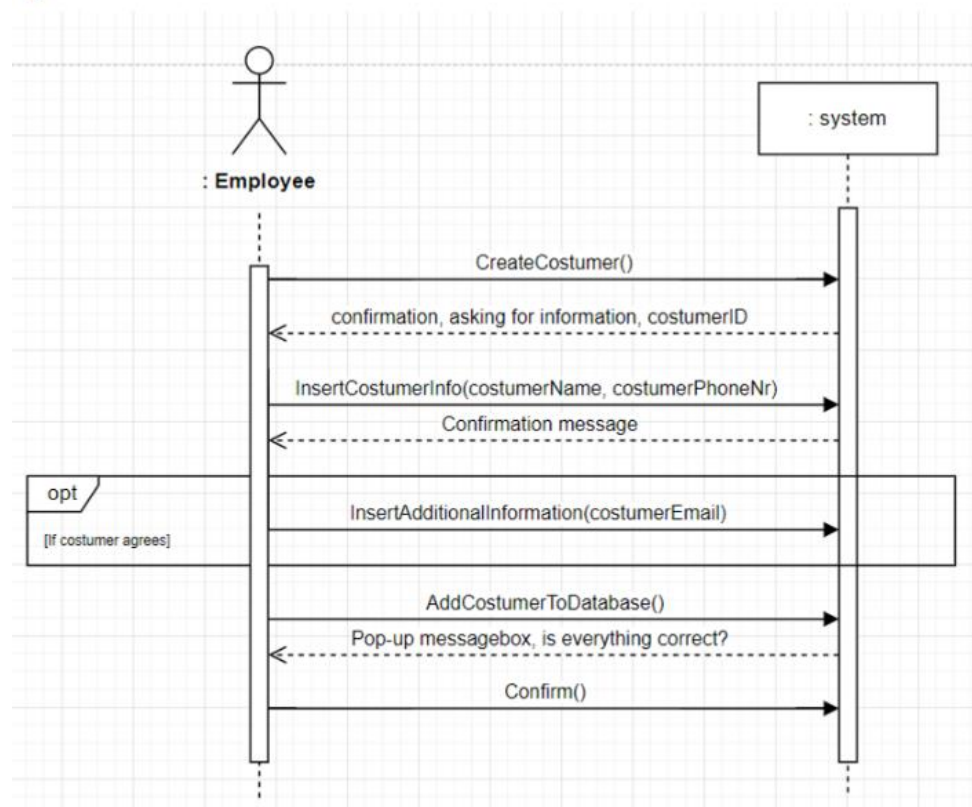 : system
: Employee
CreateCostumer()
confirmation, asking for information, costumerID
InsertCostumerInfo(costumerName, costumerPhoneNr)
Confirmation message
opt
InsertAdditionalInformation(costumerEmail)
[If costumer agrees]
AddCostumerToDatabase()
Pop-up messagebox, is everything correct?
Confirm()